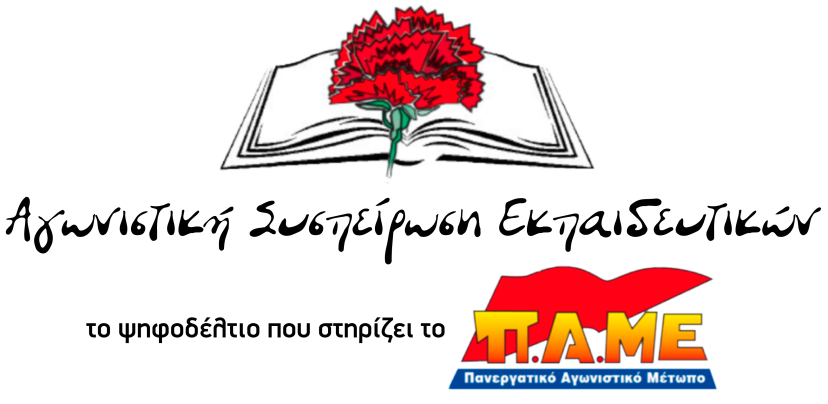 Αγωνιστική Συσπείρωση Εκπαιδευτικών
το ψηφοδέλτιο που στηρίζει το
Π.Α.ΜΕ
Πανεργατικό Αγωνιστικό Μέτωπο